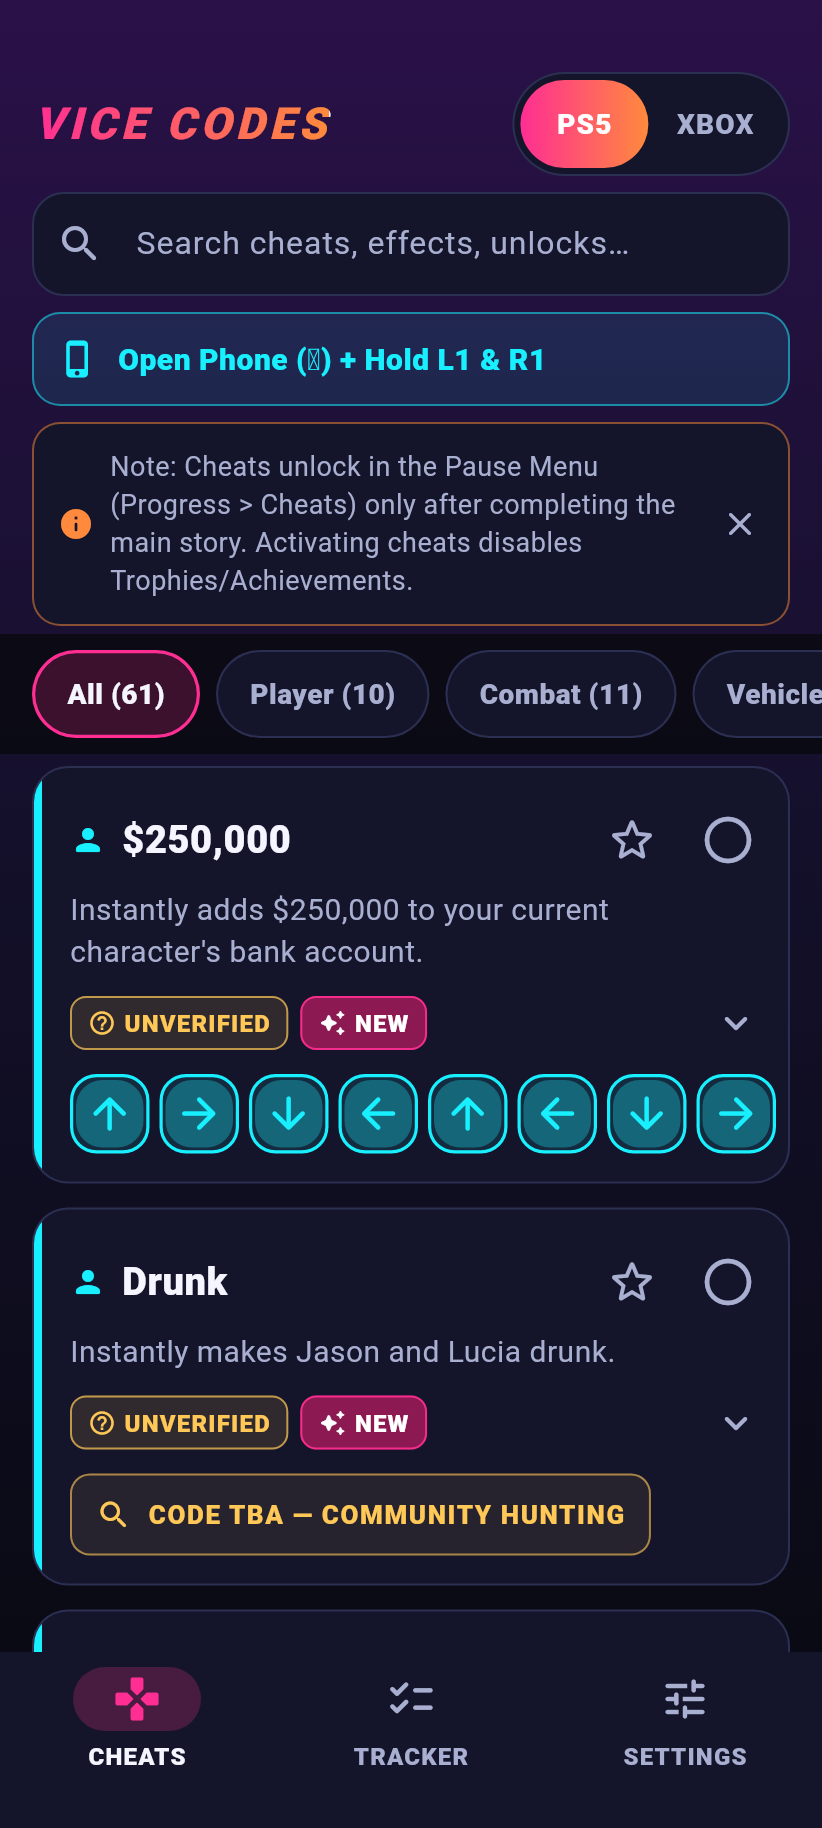 VICE CODES
PS5
XBOX
Search cheats, effects, unlocks…
Open Phone () + Hold L1 & R1
Note: Cheats unlock in the Pause Menu
(Progress > Cheats) only after completing the
main story. Activating cheats disables
Trophies/Achievements.
All (61)
Player (10)
Combat (11)
Vehicle
$250,000
Instantly adds $250,000 to your current
character's bank account.
UNVERIFIED
NEW
Drunk
Instantly makes Jason and Lucia drunk.
UNVERIFIED
NEW
CODE TBA — COMMUNITY HUNTING
CHEATS
TRACKER
SETTINGS